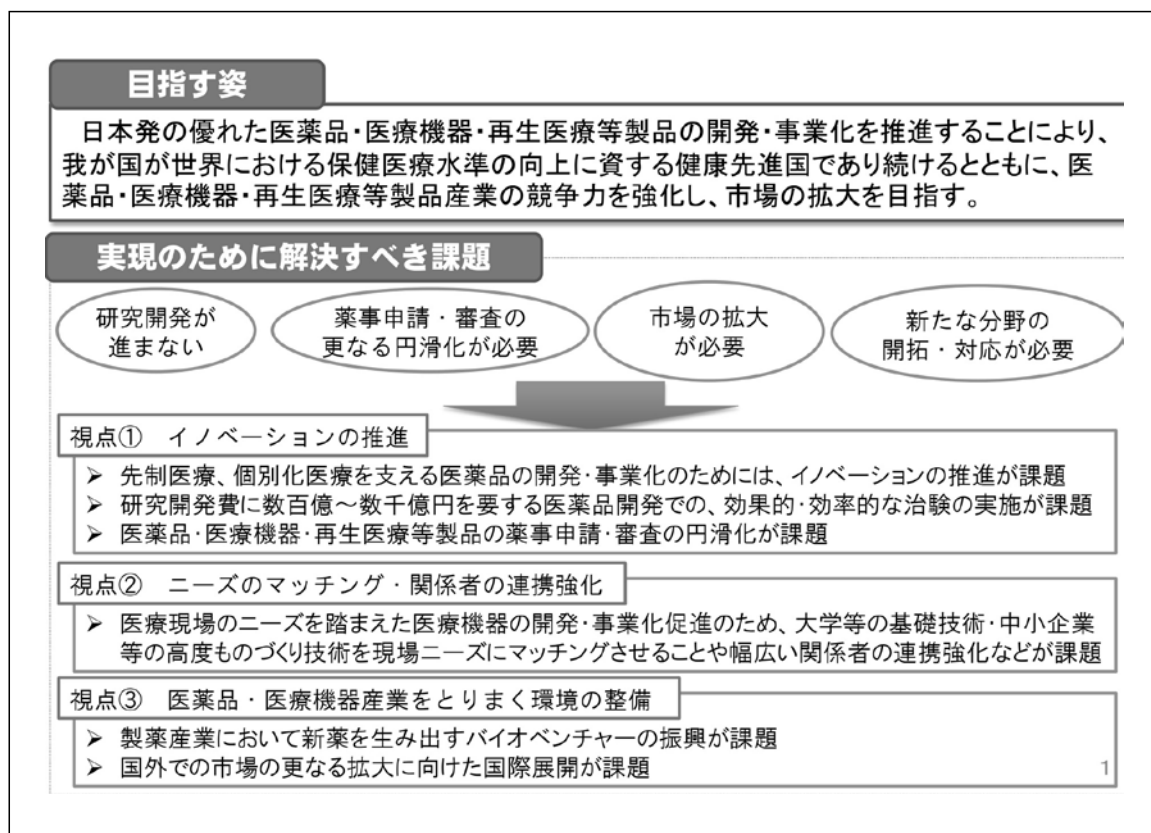 目指す姿
日本発の優れた医薬品・医療機器・再生医療等製品の開発・事業化を推進することにより、
我が国が世界における保健医療水準の向上に資する健康先進国であり続けるとともに、医
薬品・医療機器・再生医療等製品産業の競争力を強化し、市場の拡大を目指す。
実現のために解決すべき課題
研究開発が
進まない
薬事申請・審査の
更なる円滑化が必要
市場の拡大
が必要
新たな分野の
開拓・対応が必要
視点① イノベーションの推進
➢ 先制医療、個別化医療を支える医薬品の開発・事業化のためには、イノベーションの推進が課題
➢ 研究開発費に数百億～数千億円を要する医薬品開発での、効果的・効率的な治験の実施が課題
➢ 医薬品・医療機器・再生医療等製品の薬事申請・審査の円滑化が課題
視点② ニーズのマッチング・関係者の連携強化
➢ 医療現場のニーズを踏まえた医療機器の開発・事業化促進のため、大学等の基礎技術・中小企業
等の高度ものづくり技術を現場ニーズにマッチングさせることや幅広い関係者の連携強化などが課題
視点③ 医薬品・医療機器産業をとりまく環境の整備
➢ 製薬産業において新薬を生み出すバイオベンチャーの振興が課題
➢ 国外での市場の更なる拡大に向けた国際展開が課題
1